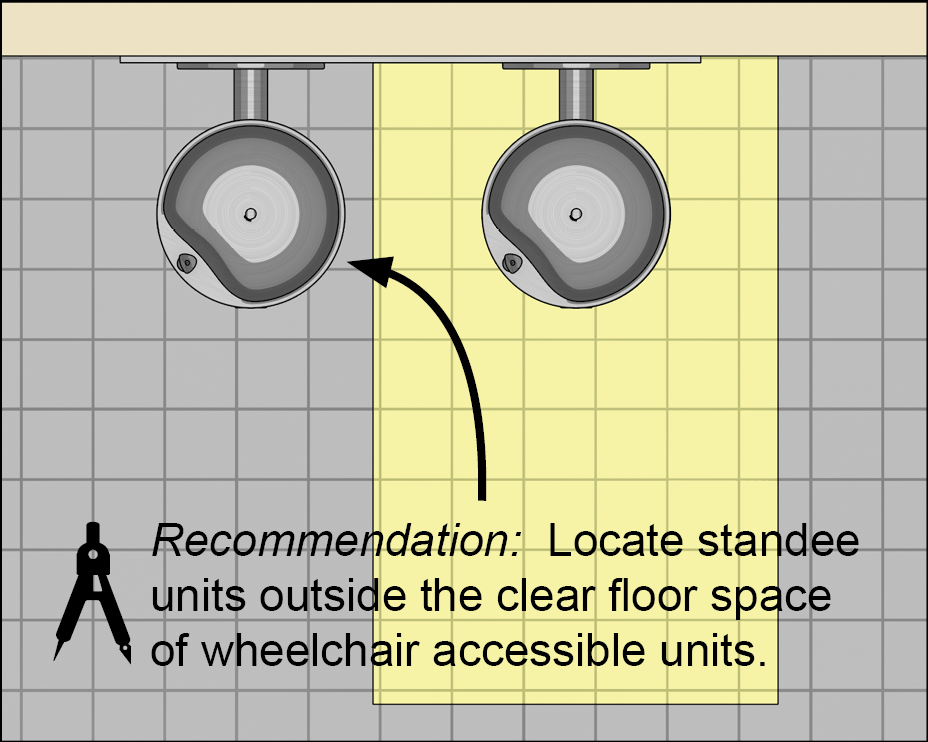 Recommendation:  Locate standee
units outside the clear floor space
of wheelchair accessible units.